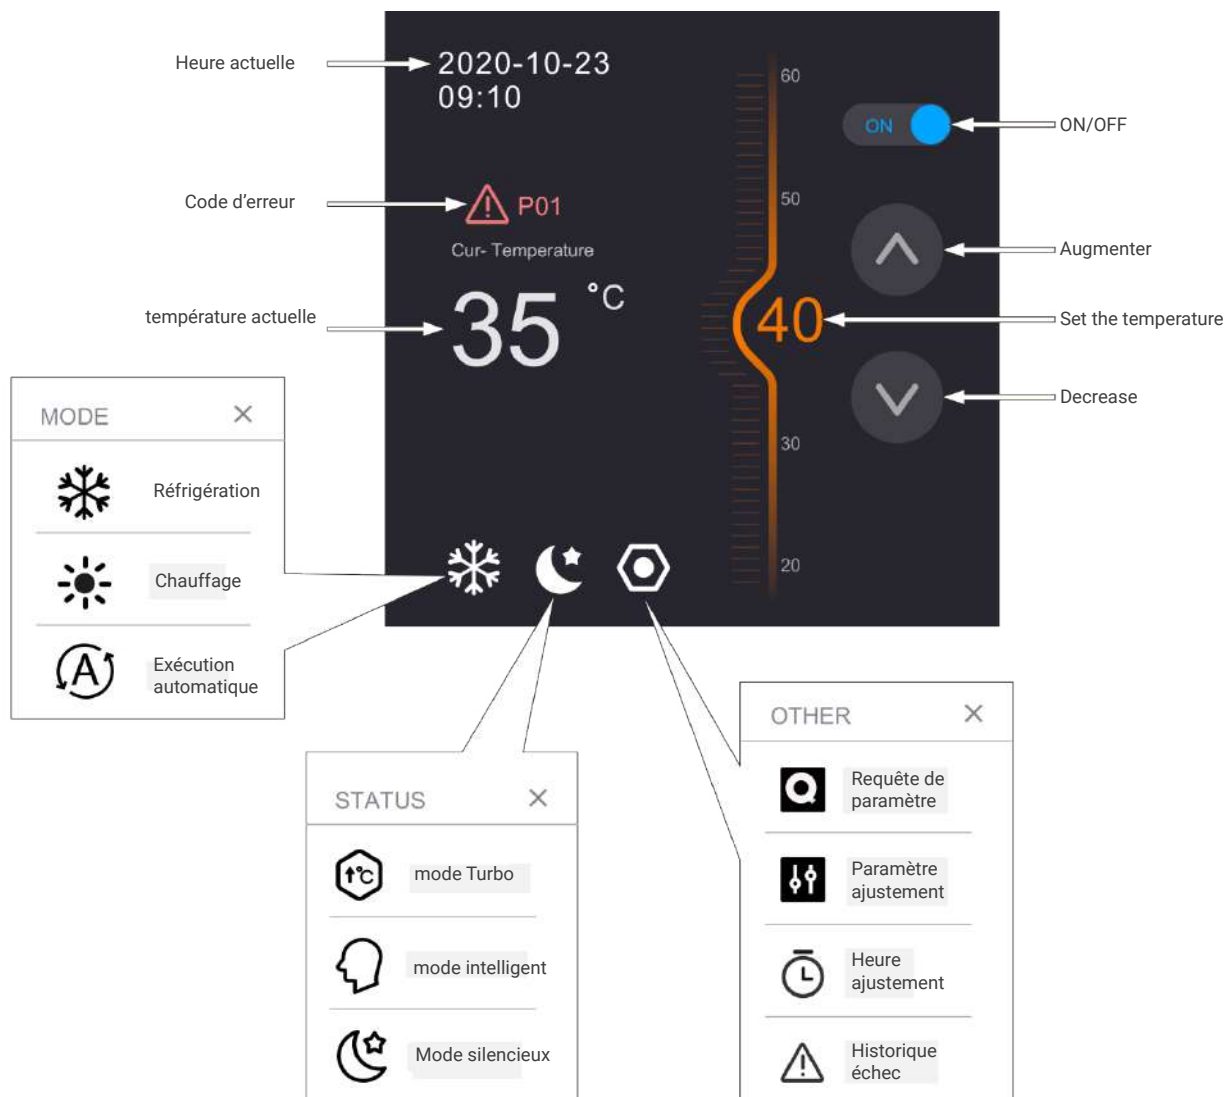 Heure actuelle
2020-10-23
09:10
60
ON
ON/OFF
Code d’erreur
P01
50
Cur- Temperature
Augmenter
température actuelle
35 °C
40
Set the temperature
Decrease
30
20
MODE
Réfrigération
Chauffage
A
Exécution
automatique
STATUS
°C
mode Turbo
mode intelligent
Mode silencieux
OTHER
Requête de
paramètre
Paramètre
ajustement
Heure
ajustement
Historique
échec